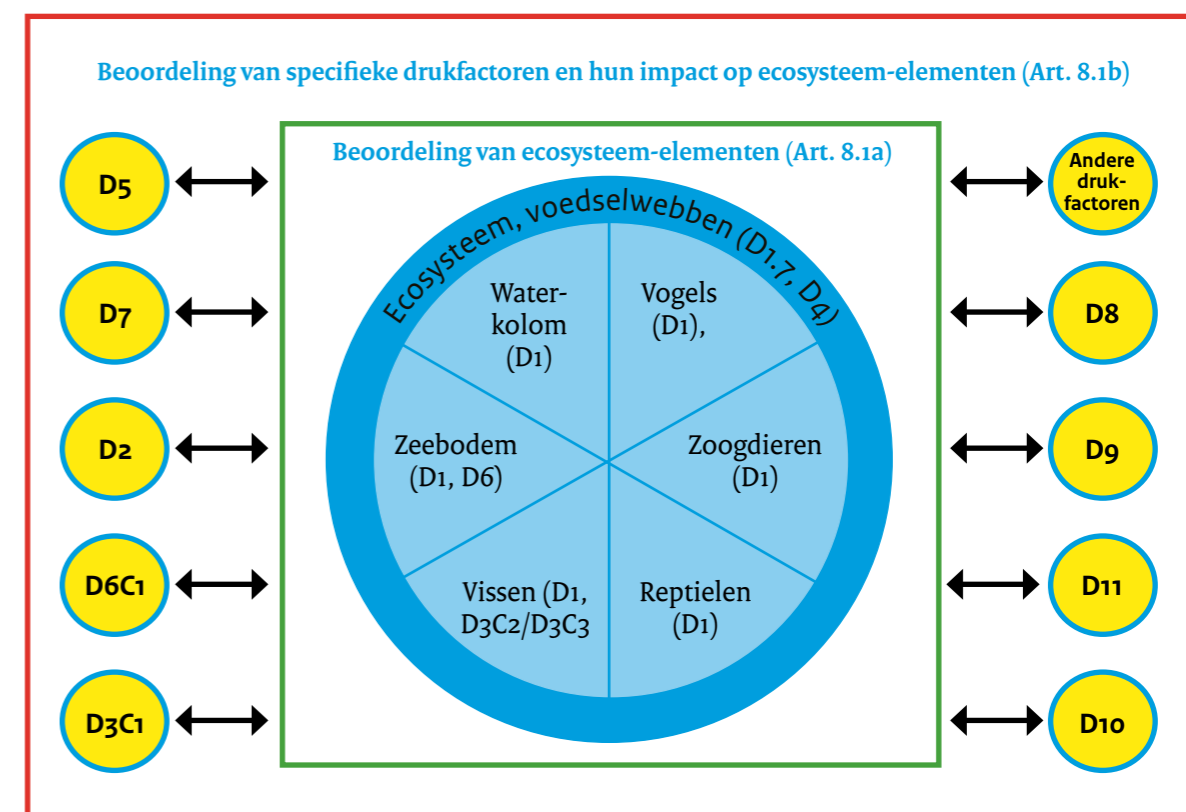 Beoordeling van specifieke drukfactoren en hun impact op ecosysteem-elementen (Art. 8.1b)
Beoordeling van ecosysteem-elementen (Art. 8.1a)
D5
D7
D2
D6C1
D3C1
Ecosysteem, voedselwebben (D1.7, D4)
Water-
kolom
(D1)
Vogels
(D1),
Zeebodem
(D1, D6)
Zoogdieren
(D1)
Vissen (D1,
D3C2/D3C3
Reptielen
(D1)
Andere
druk-
factoren
D8
D9
D11
D10